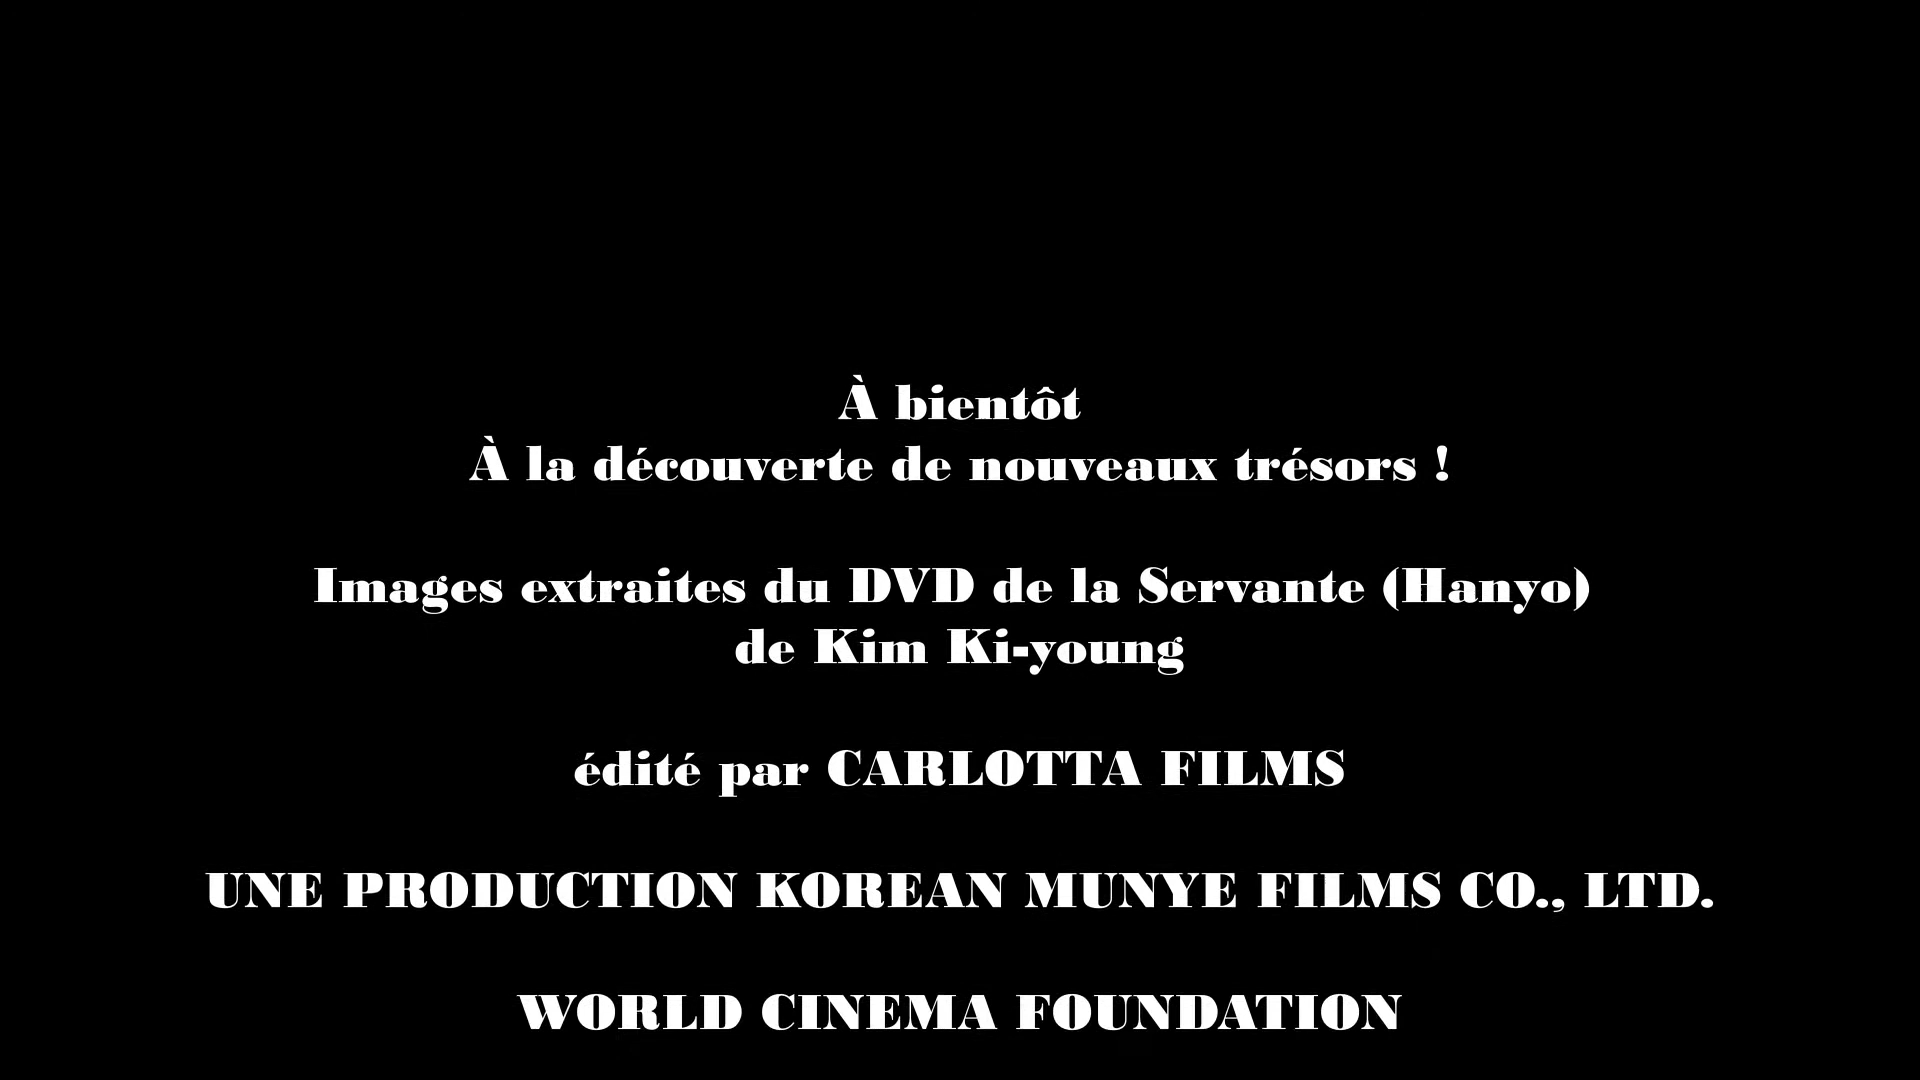 À bientôt
À la découverte de nouveaux trésors !
Images extraites du DVD de la Servante (Hanyo)
de Kim Ki-young
édité par CARLOTTA FILMS
UNE PRODUCTION KOREAN MUNYE FILMS CO., LTD.
WORLD CINEMA FOUNDATION